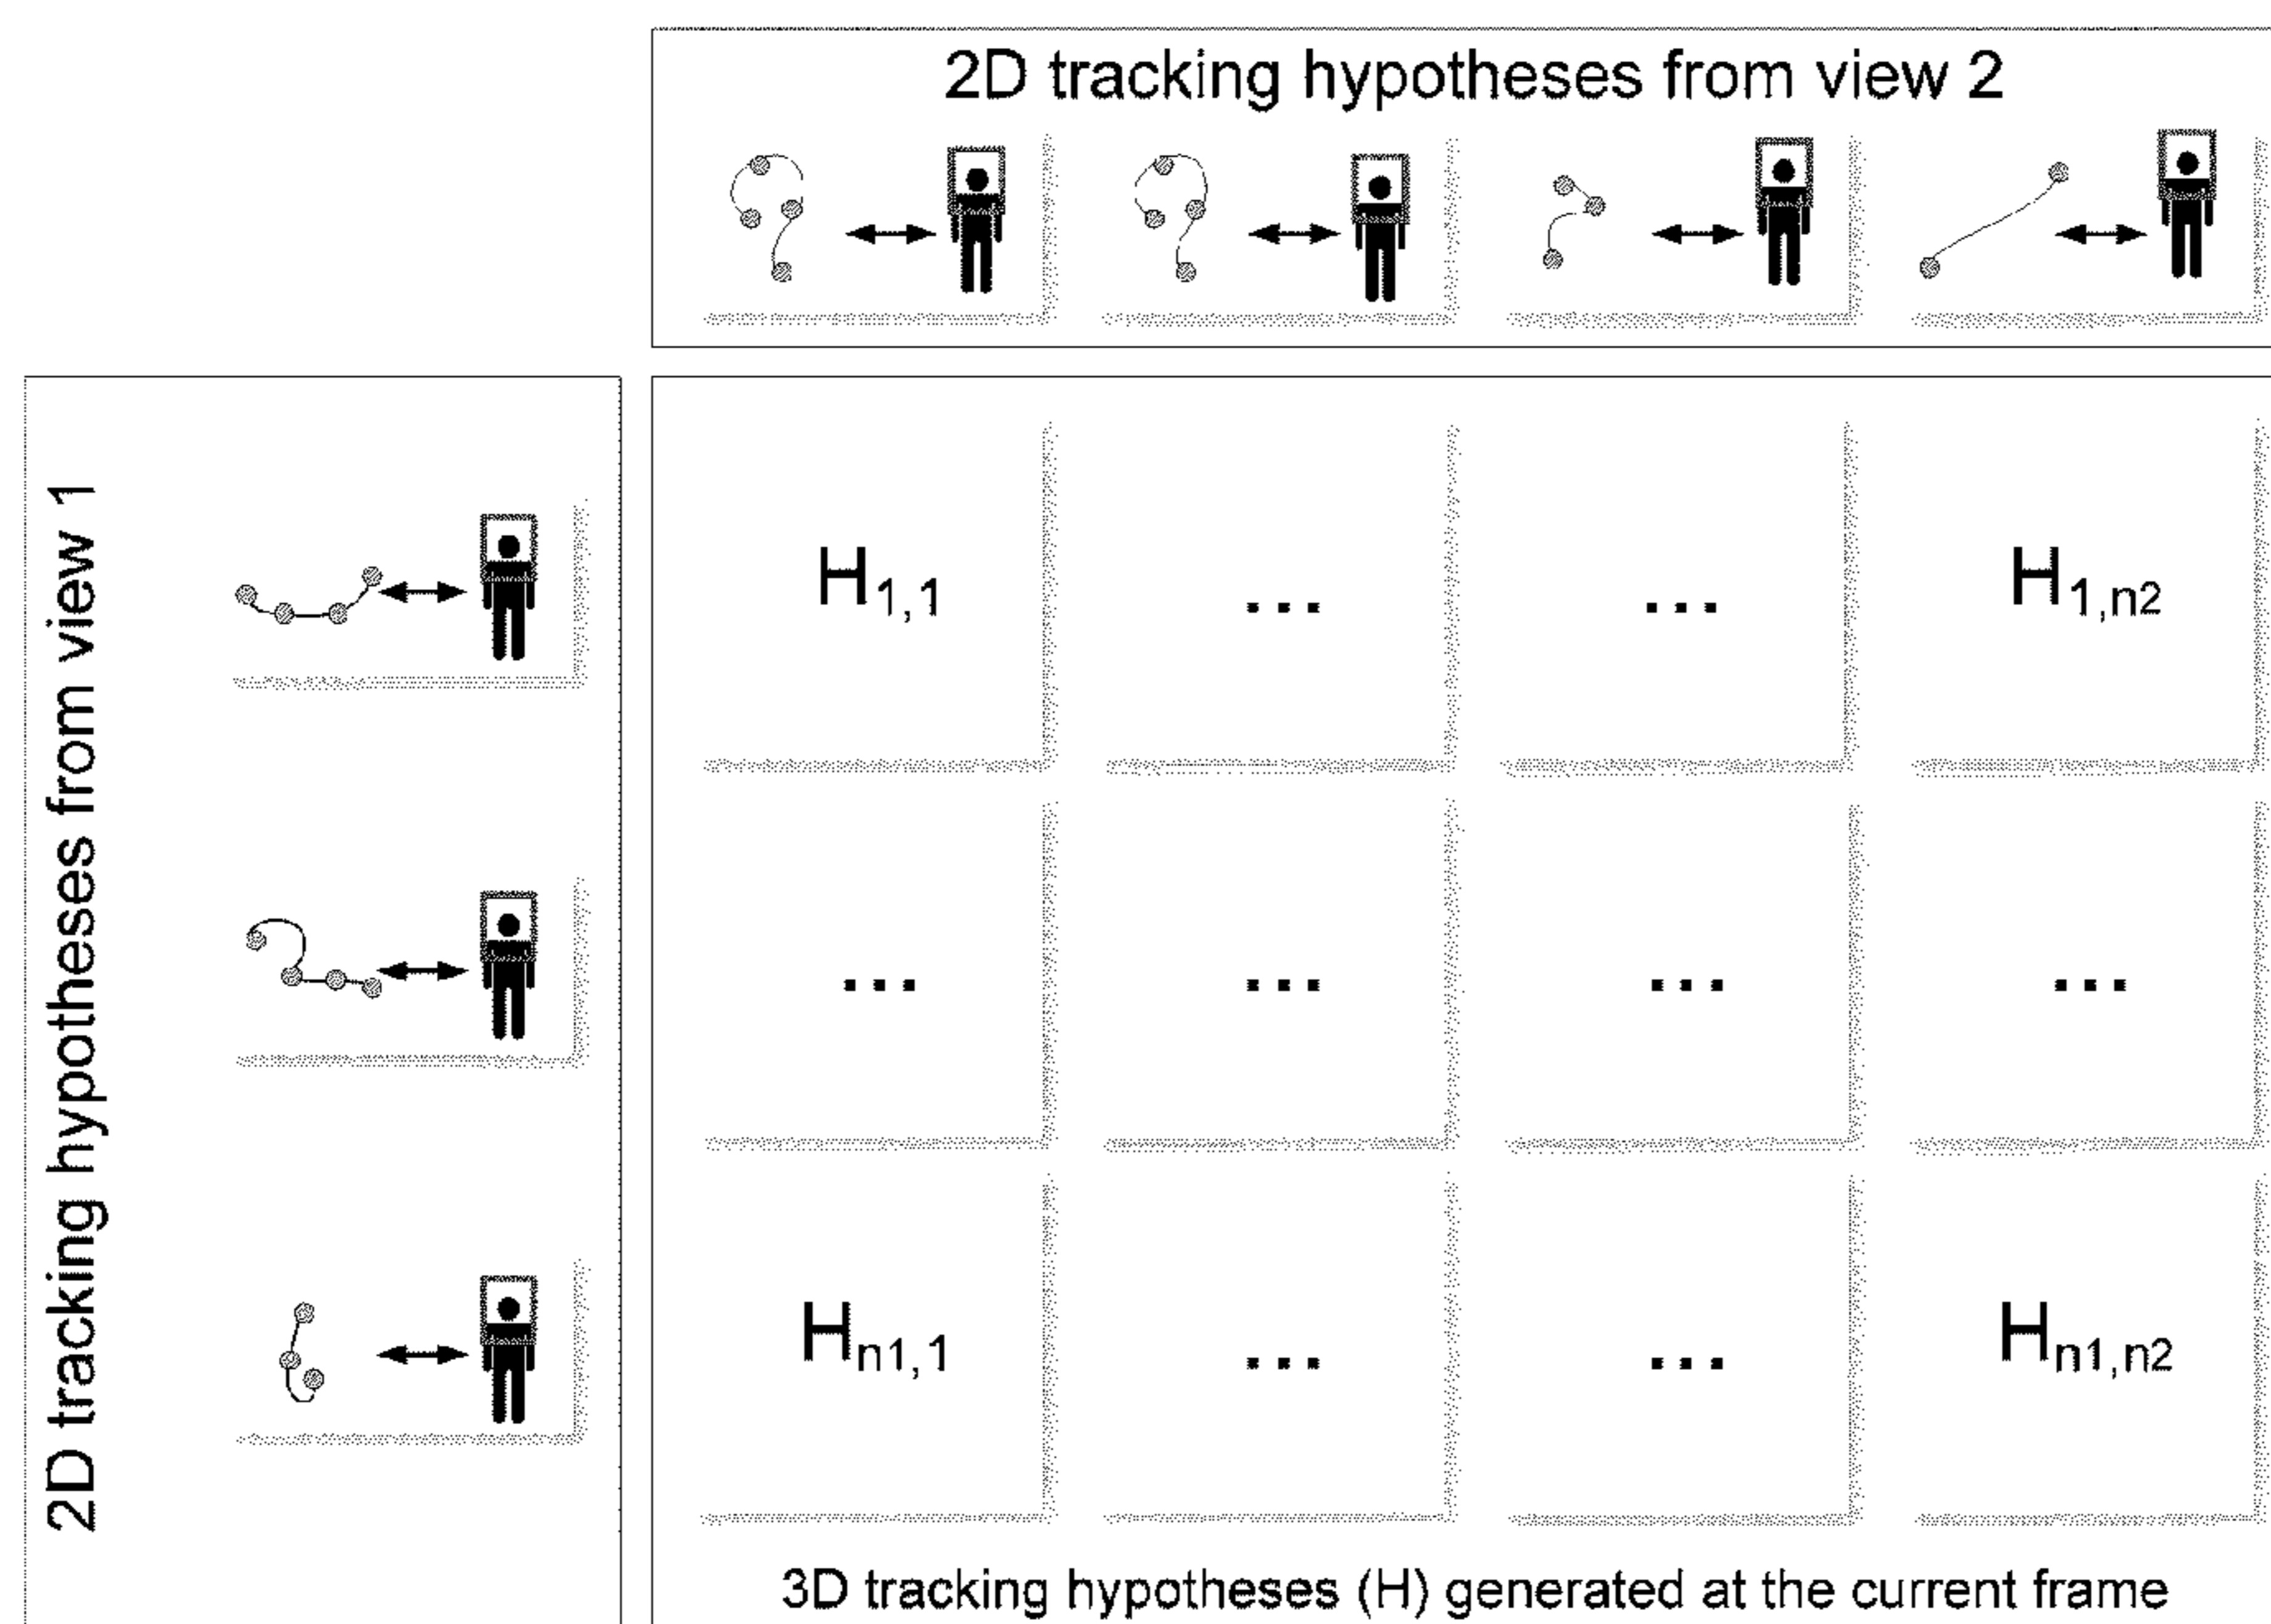 2D tracking hypotheses from view 2
2D tracking hypotheses from view 1
H1,1 ... ... H1,n2
... ... ... ...
Hn1,1 ... ... Hn1,n2
3D tracking hypotheses (H) generated at the current frame